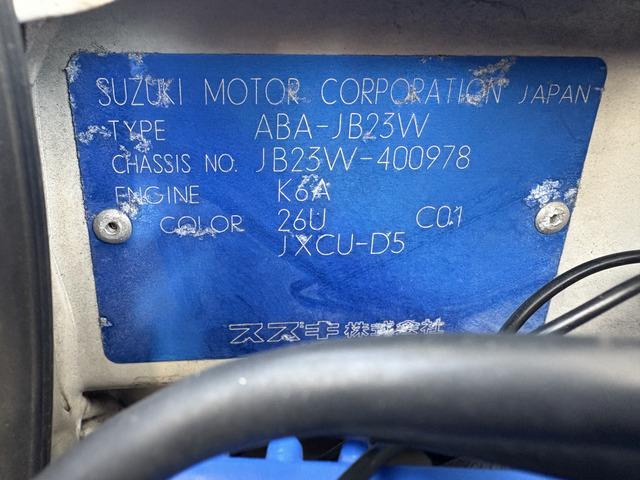 SUZUKI MOTOR CORPORATION JAPAN
TYPE ABA-JB23W
CHASSIS NO. JB23W-400978
ENGINE K6A
COLOR 26U C01
JXCU-D5
スズキ株式会社